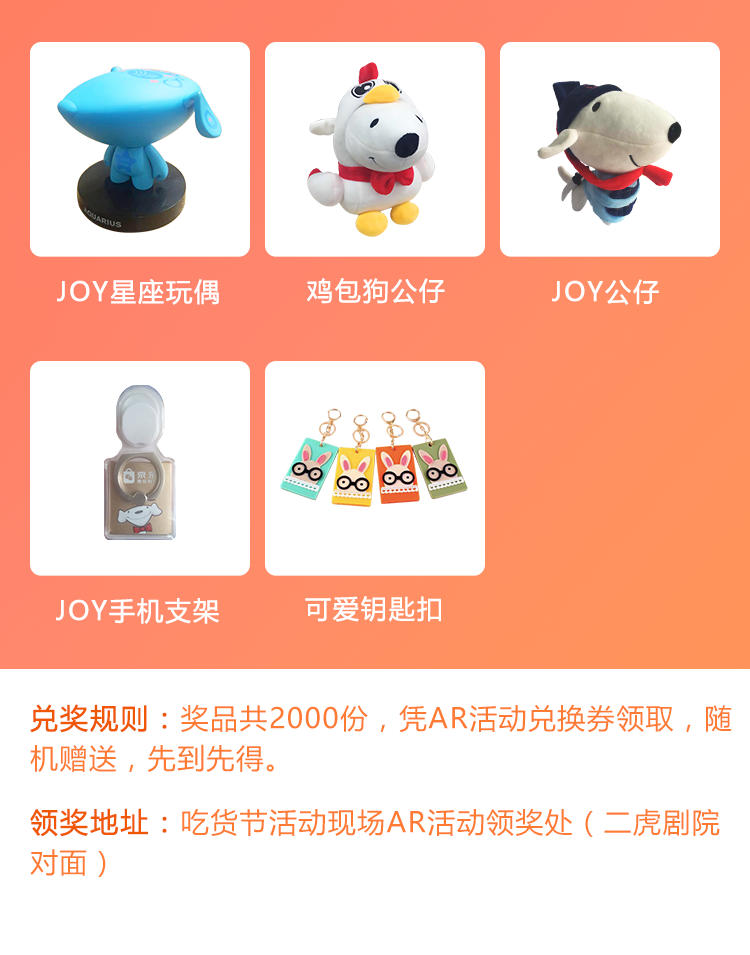 AQUARIUS
JOY星座玩偶
鸡包狗公仔
JOY公仔
JOY手机支架
可爱钥匙扣
兑奖规则：奖品共2000份，凭AR活动兑换券领取，随
机赠送，先到先得。
领奖地址：吃货节活动现场AR活动领奖处（二虎剧院
对面）